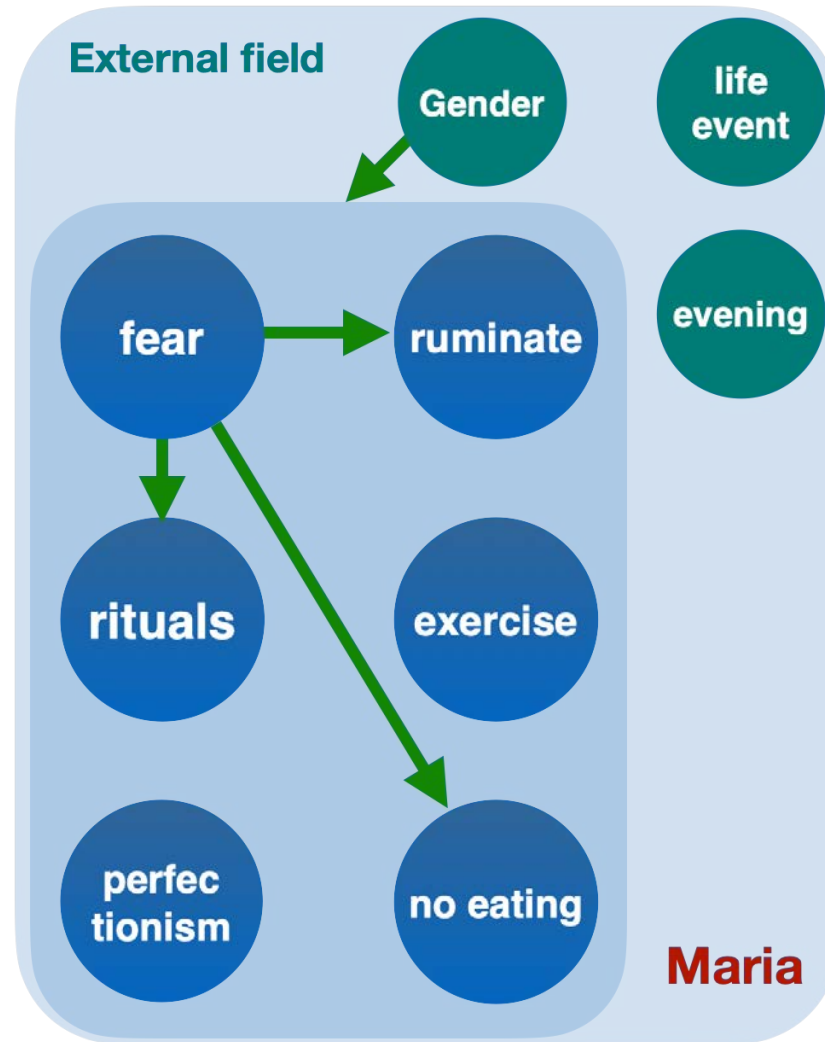 External field
Gender
life
event
fear
ruminate
evening
rituals
exercise
perfec
tionism
no eating
Maria